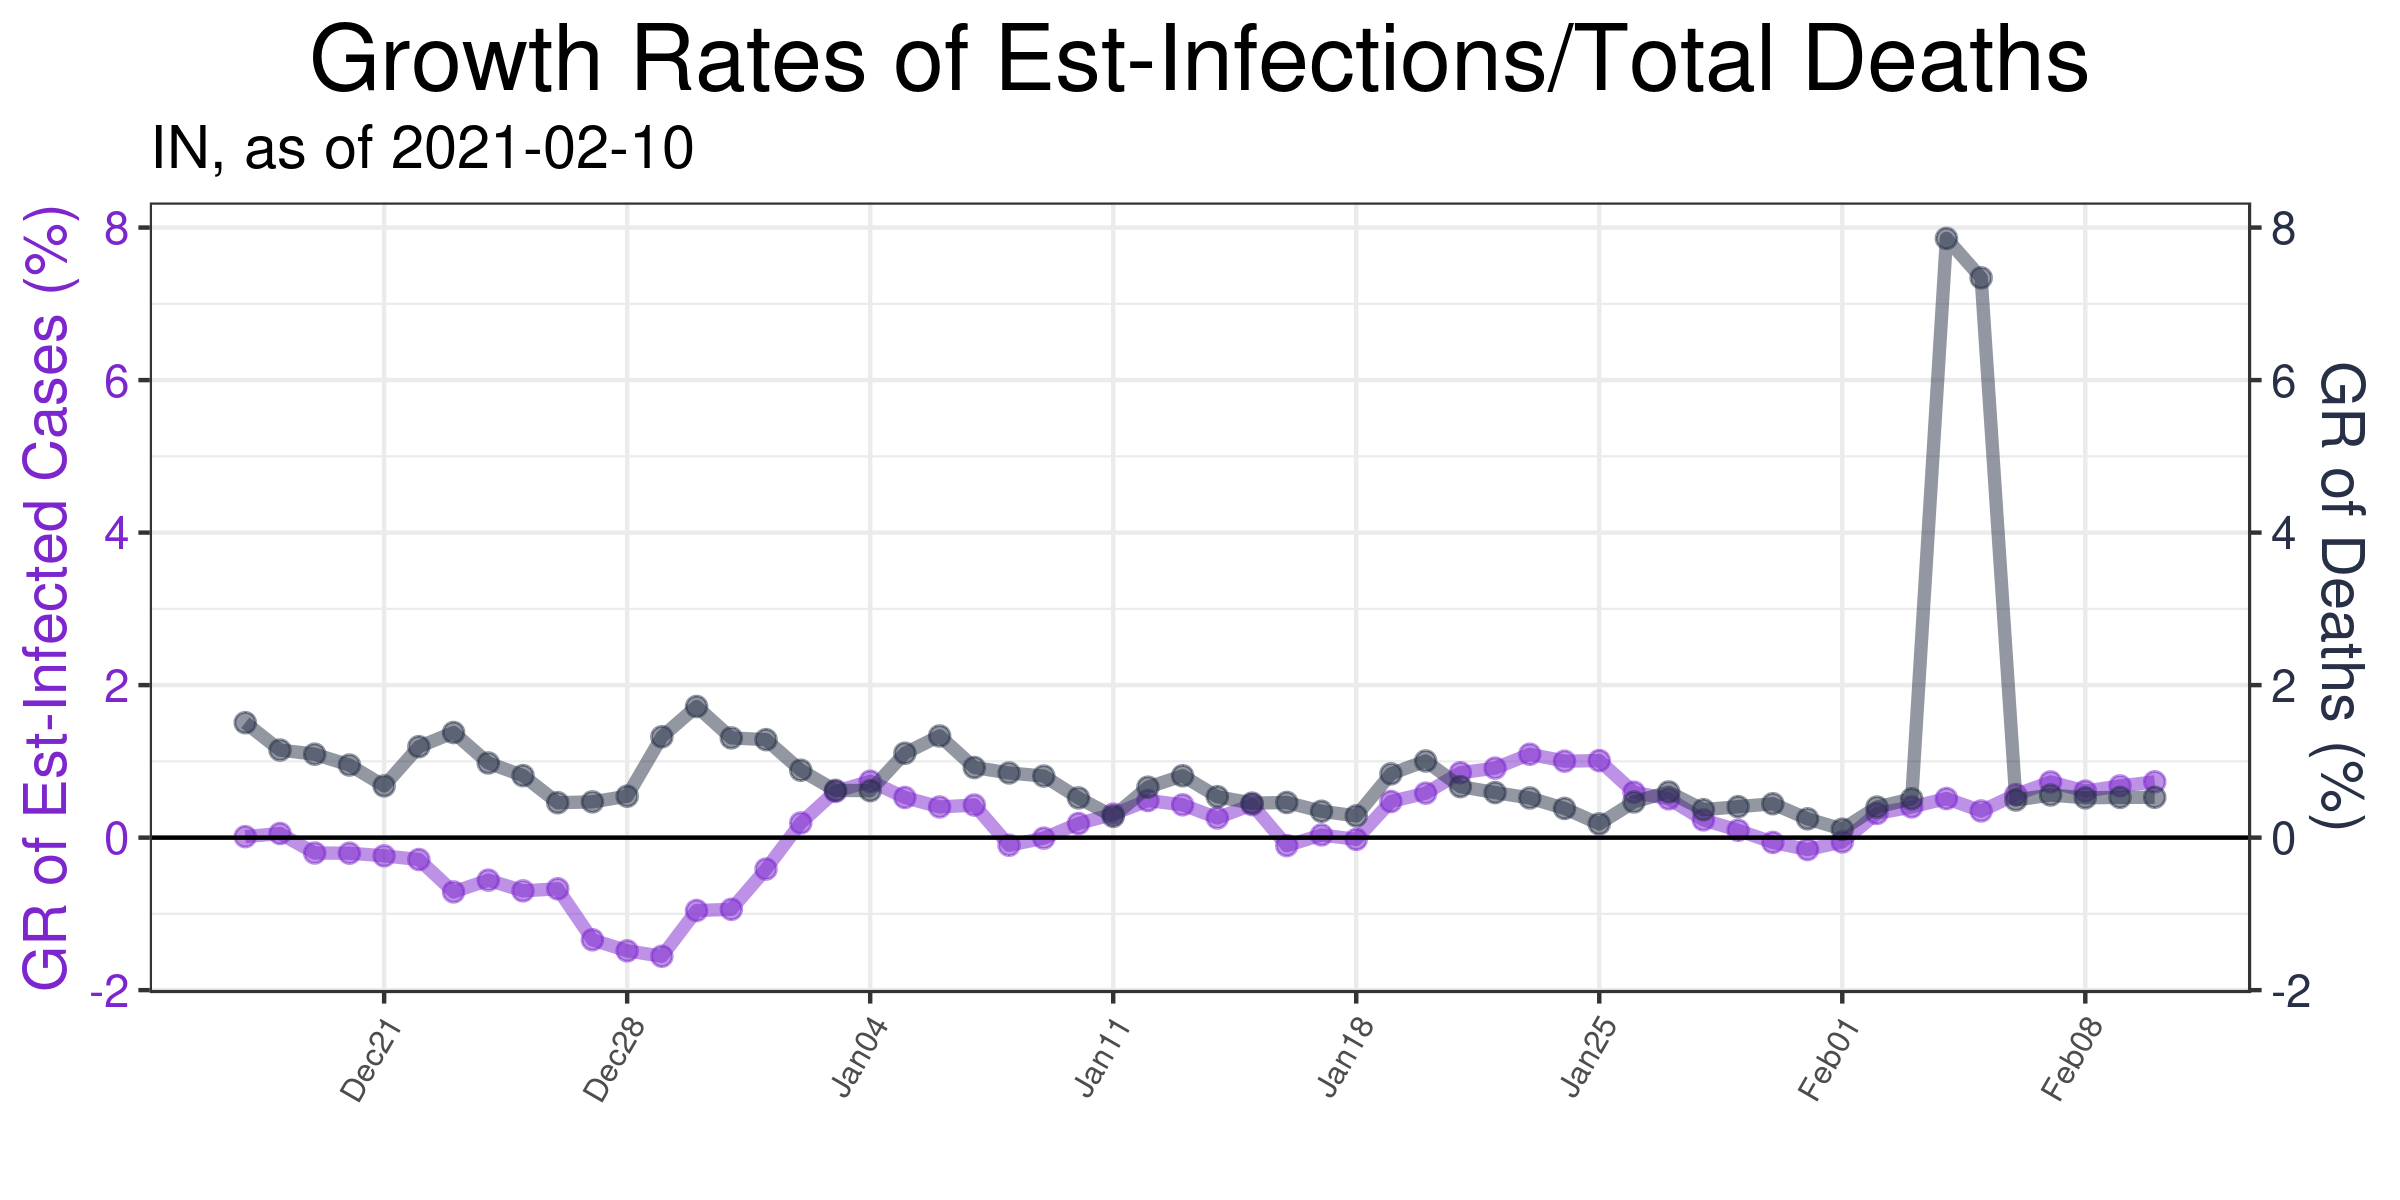 Growth Rates of Est-Infections/Total Deaths
IN, as of 2021-02-10
GR of Est-Infected Cases (%)
8
6
4
2
0
-2
8
6
4
2
0
-2
GR of Deaths (%)
Dec21
Dec28
Jan04
Jan11
Jan18
Jan25
Feb01
Feb08